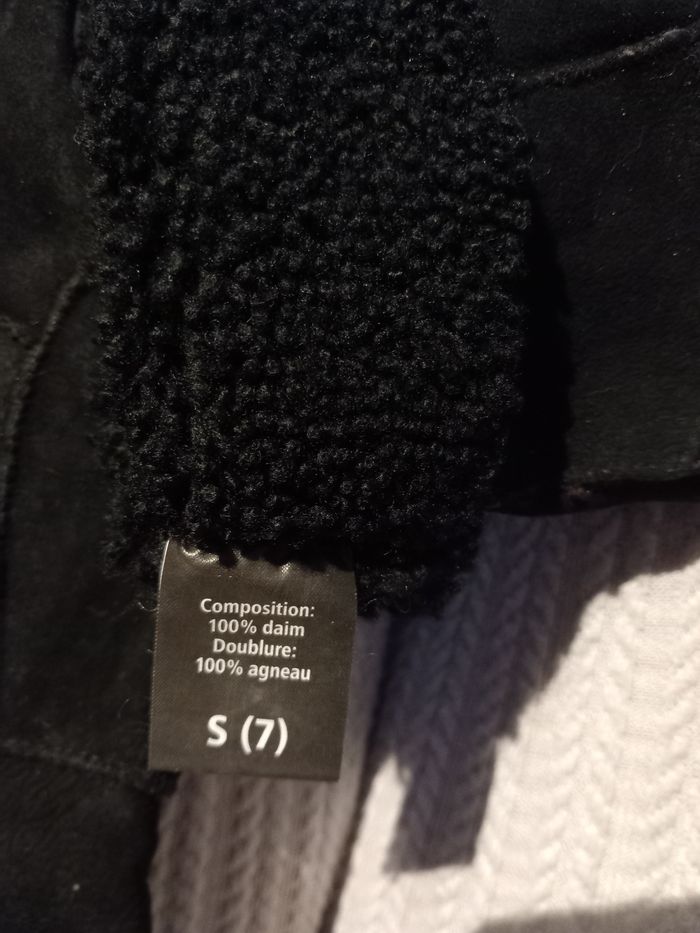 Composition:
100% daim
Doublure:
100% agneau
S (7)